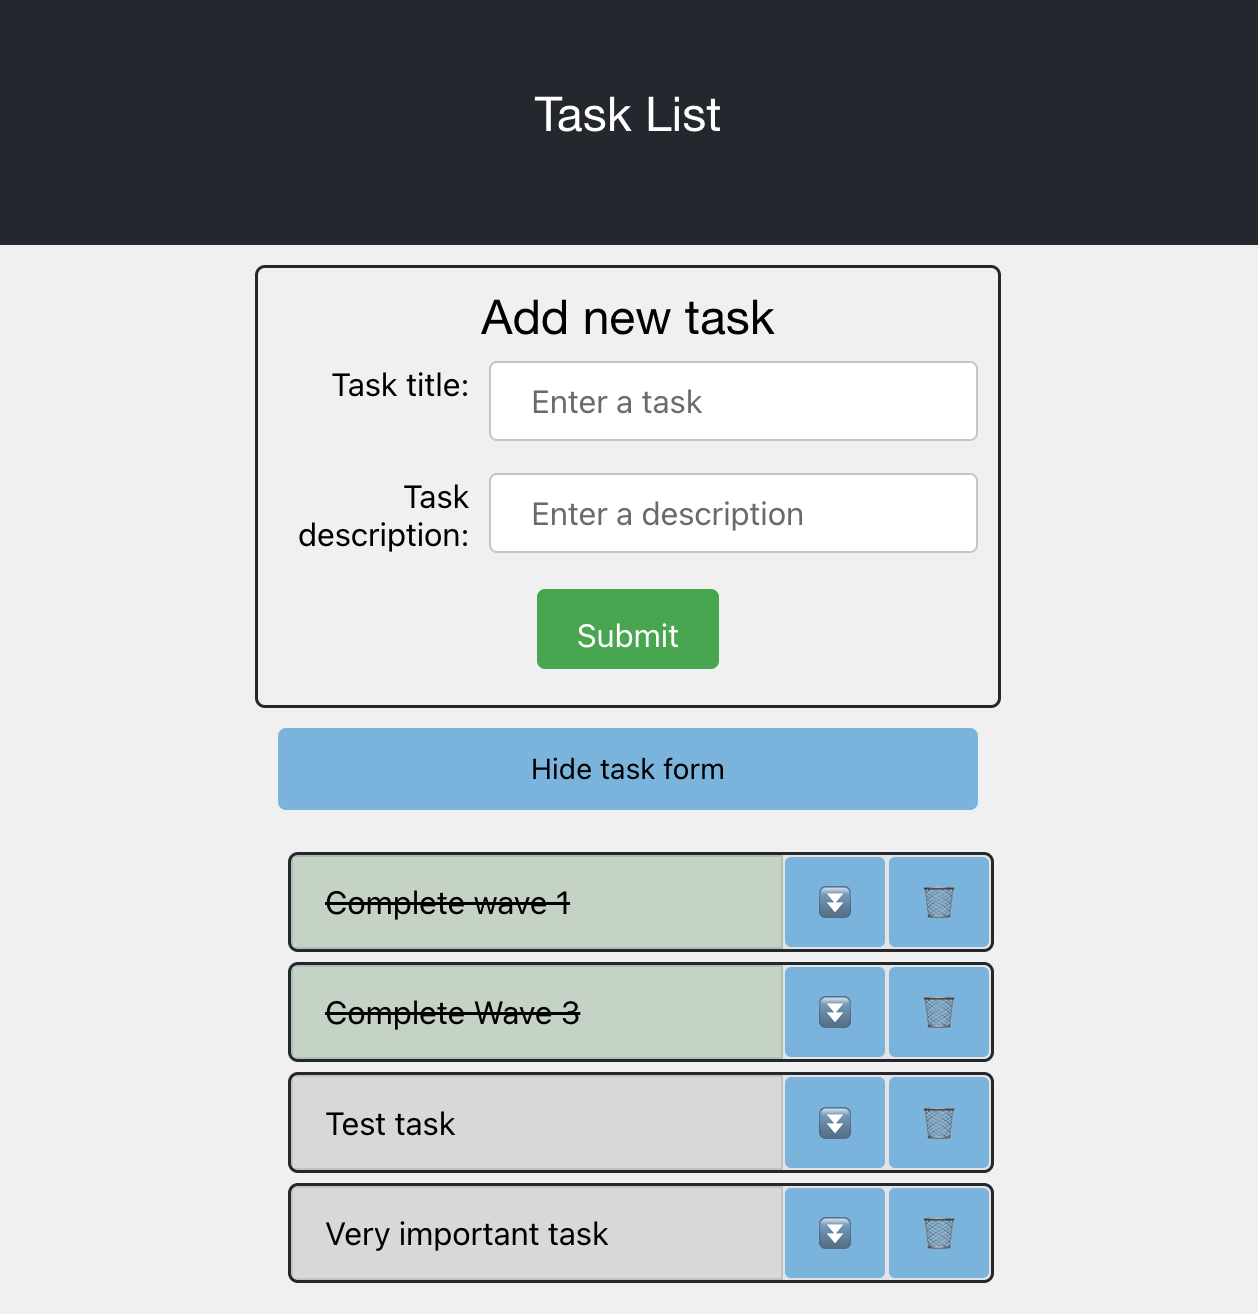 Task List
Add new task
Task title:
Enter a task
Task
description:
Enter a description
Submit
Hide task form
Complete wave 1
Complete Wave 3
Test task
Very important task